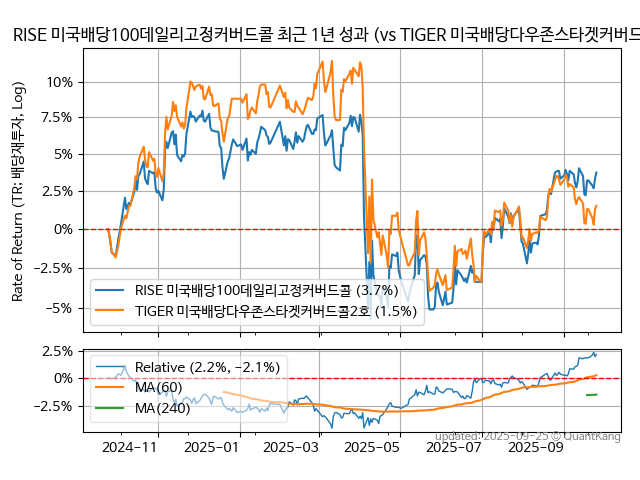 RISE 미국배당100데일리고정커버드콜 최근 1년 성과 (vs TIGER 미국배당다우존스타겟커버드
Rate of Return (TR: 배당재투자, Log)
10%
7.5%
5%
2.5%
0%
−2.5%
−5%
RISE 미국배당100데일리고정커버드콜 (3.7%)
TIGER 미국배당다우존스타겟커버드콜2호 (1.5%)
2.5%
0%
−2.5%
Relative (2.2%, −2.1%)
MA(60)
MA(240)
updated: 2025-09-25 © QuantKang
2024−11
2025−01
2025−03
2025−05
2025−07
2025−09